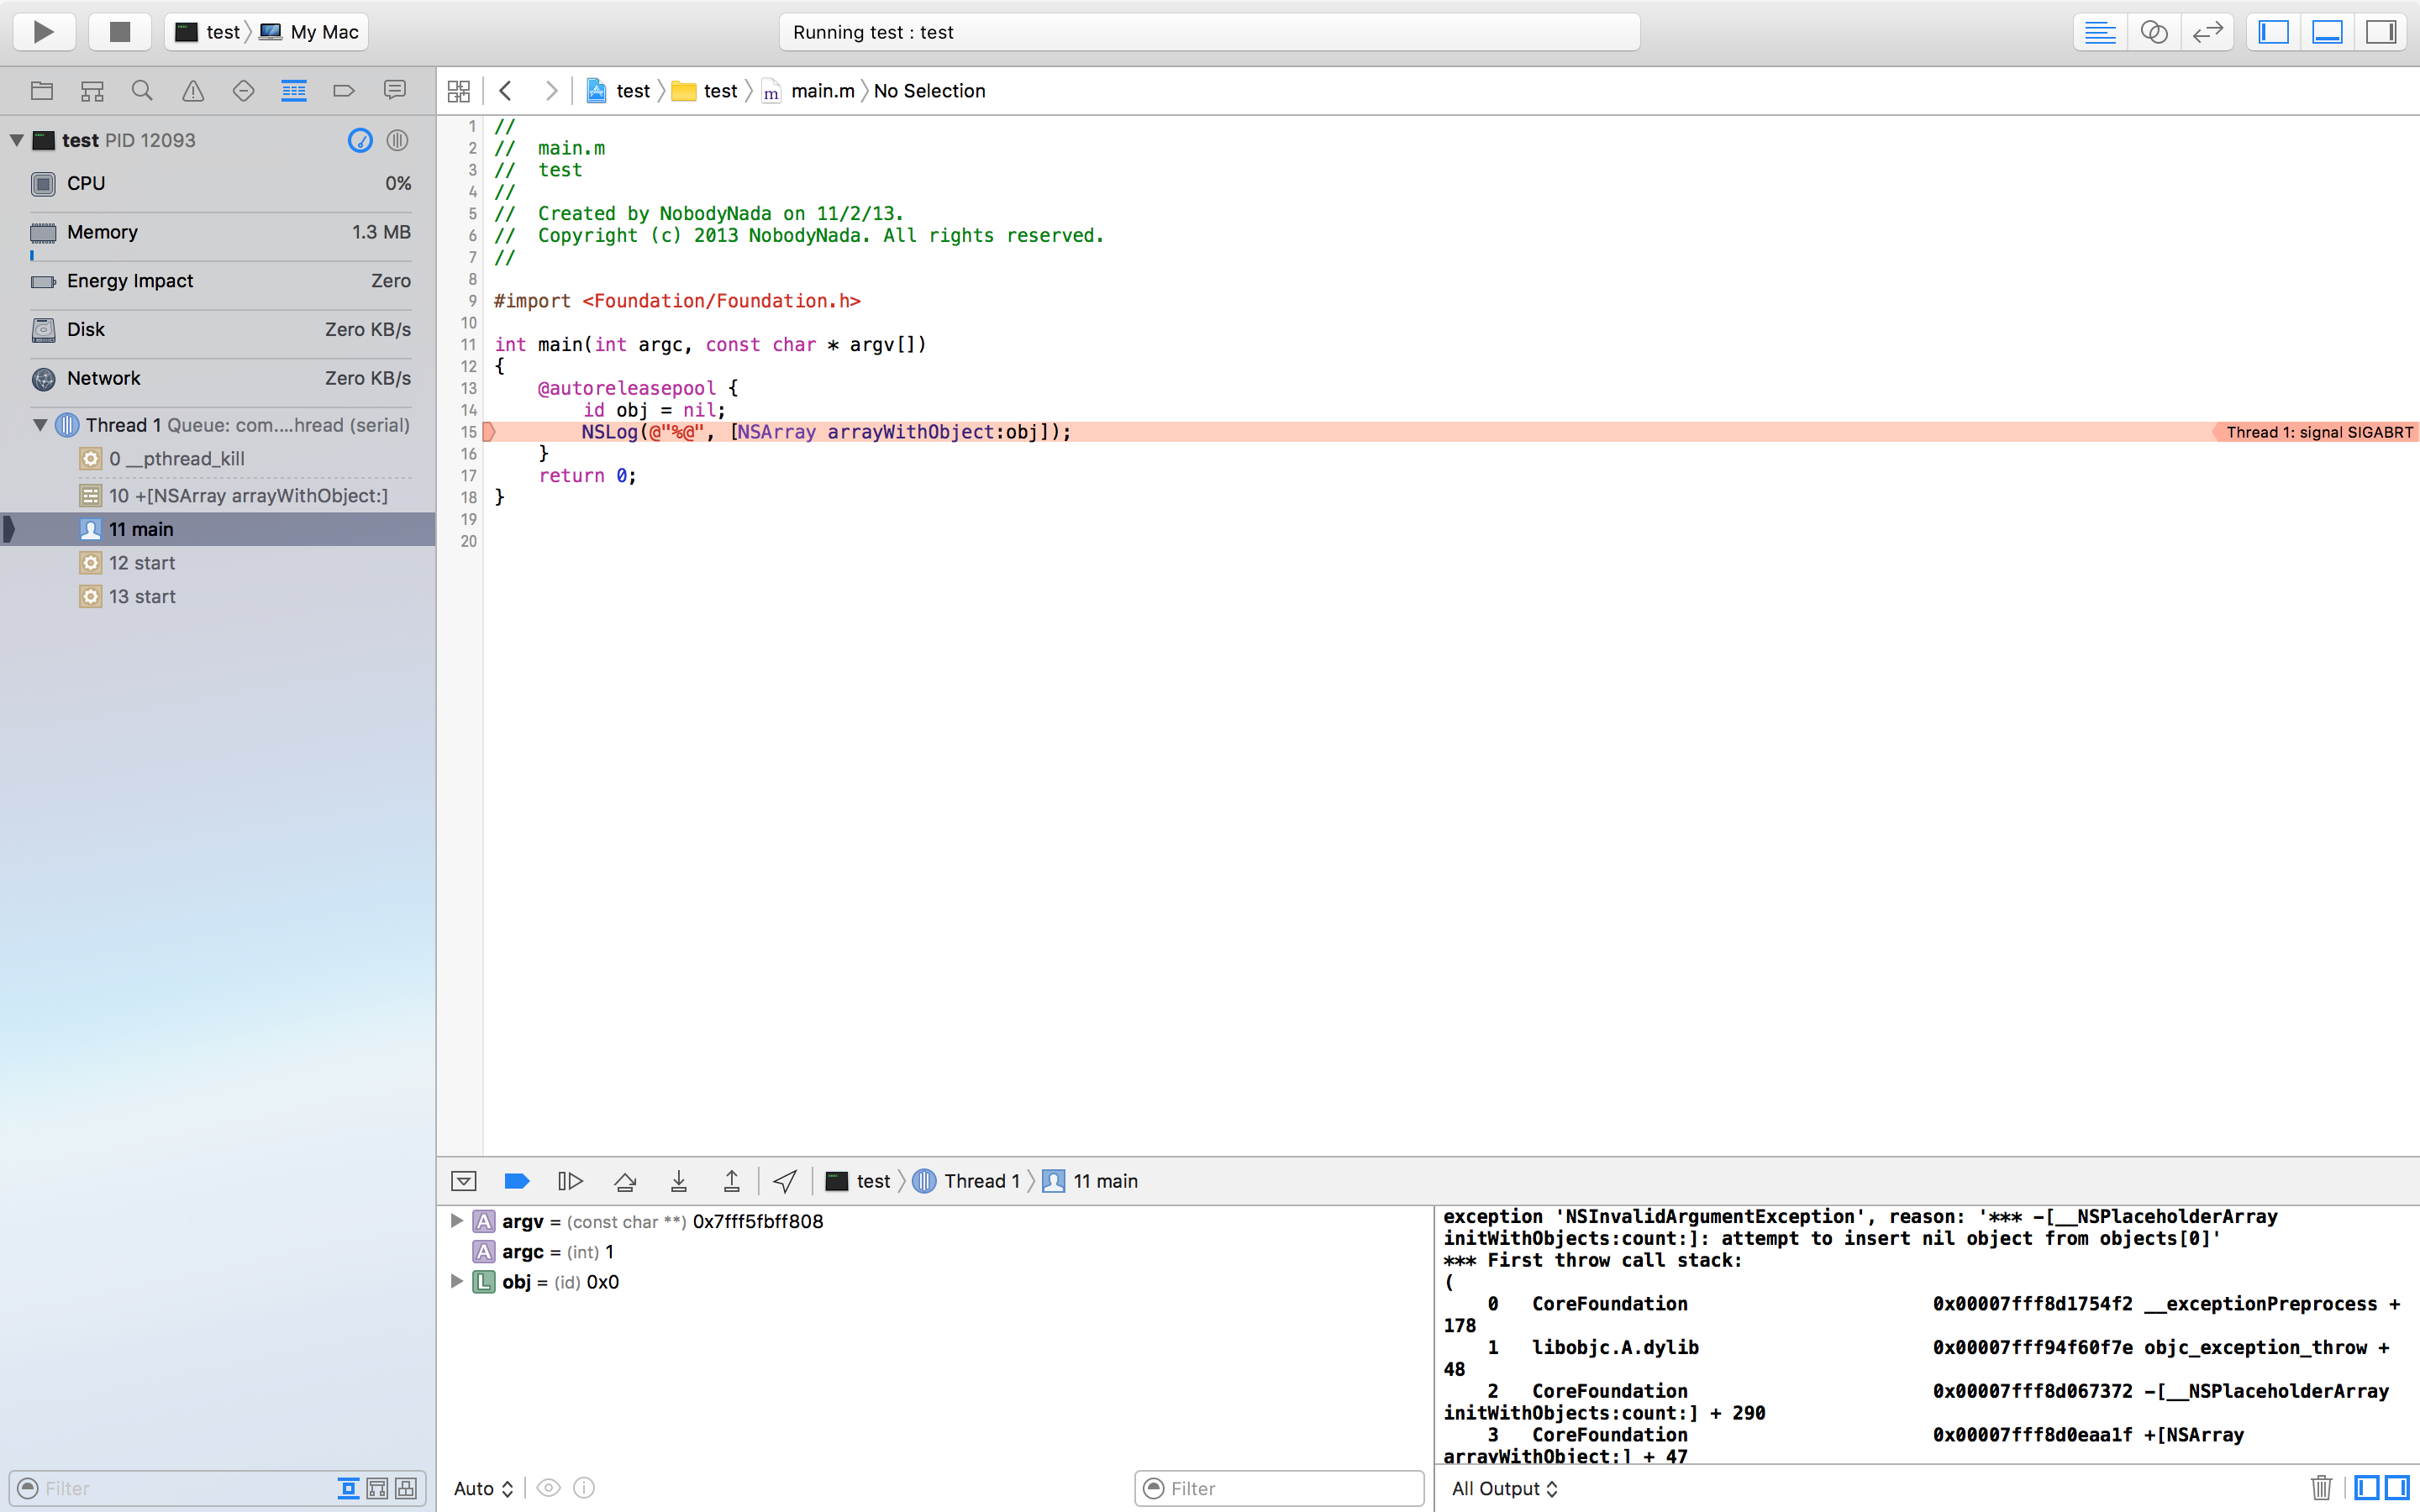 test My Mac
Running test : test
test PID 12093
CPU 0%
Memory 1.3 MB
Energy Impact Zero
Disk Zero KB/s
Network Zero KB/s
Thread 1 Queue: com....hread (serial)
0 __pthread_kill
10 +[NSArray arrayWithObject:]
11 main
12 start
13 start
Filter
test test m main.m No Selection
1 //
2 //  main.m
3 //  test
4 //
5 //  Created by NobodyNada on 11/2/13.
6 //  Copyright (c) 2013 NobodyNada. All rights reserved.
7 //
8
9 #import <Foundation/Foundation.h>
10
11 int main(int argc, const char * argv[])
12 {
13     @autoreleasepool {
14         id obj = nil;
15         NSLog(@"%@", [NSArray arrayWithObject:obj]); Thread 1: signal SIGABRT
16     }
17     return 0;
18 }
19
20
test Thread 1 11 main
A argv = (const char **) 0x7fff5fbff808
A argc = (int) 1
L obj = (id) 0x0
Auto
Filter
exception 'NSInvalidArgumentException', reason: '*** -[__NSPlaceholderArray
initWithObjects:count:]: attempt to insert nil object from objects[0]'
*** First throw call stack:
(
0   CoreFoundation                      0x00007fff8d1754f2 __exceptionPreprocess +
178
1   libobjc.A.dylib                     0x00007fff94f60f7e objc_exception_throw +
48
2   CoreFoundation                      0x00007fff8d067372 -[__NSPlaceholderArray
initWithObjects:count:] + 290
3   CoreFoundation                      0x00007fff8d0eaa1f +[NSArray
arrayWithObject:] + 47
All Output